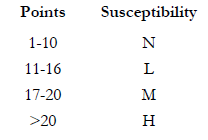 Points Susceptibility
1-10 N
11-16 L
17-20 M
>20 H